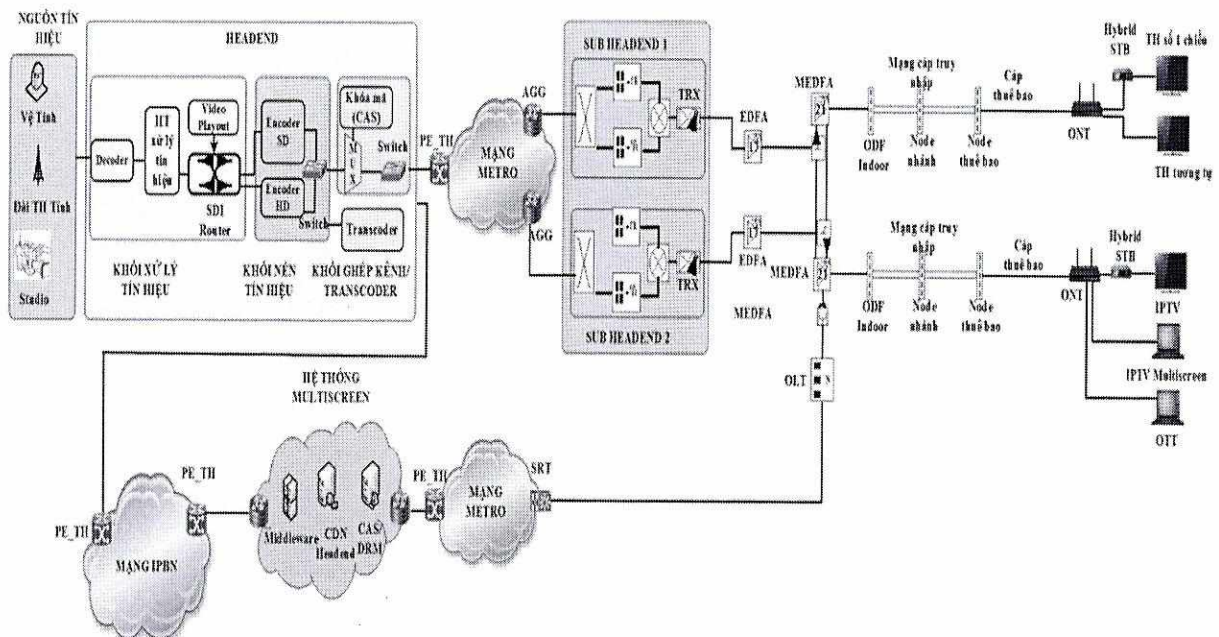 NGUỒN TÍN
HIỆU
Vệ Tinh
Đài TH Tỉnh
Studio
HEADEND
Decoder
HT
xử lý
tín
hiệu
Video
Playout
SDI
Router
Encoder
SD
Encoder
HD
Switch
Khóa mã
(CAS)
M
U
X
Switch
Transcoder
KHỐI XỬ LÝ
TÍN HIỆU
KHỐI NÉN
TÍN HIỆU
KHỐI GHÉP KÊNH/
TRANSCODER
PE_TH
MẠNG
METRO
AGG
AGG
SUB HEADEND 1
TRX
TRX
SUB HEADEND 2
EDFA
17
EDFA
17
MEDFA
21
MEDFA
21
MEDFA
OLT
Mạng cáp truy
nhập
ODF
Indoor
Node
nhánh
Node
thuê bao
Cáp
thuê bao
ONT
Hybrid
STB
TH số 1 chiều
TH tương tự
Mạng cáp truy
nhập
ODF
Indoor
Node
nhánh
Node
thuê bao
Cáp
thuê bao
ONT
Hybrid
STB
IPTV
IPTV Multiscreen
OTT
HỆ THỐNG
MULTISCREEN
PE_TH
MẠNG IPBN
PE_TH
Middleware
CDN
Headend
CAS/
DRM
PE_TH
MẠNG
METRO
SRT